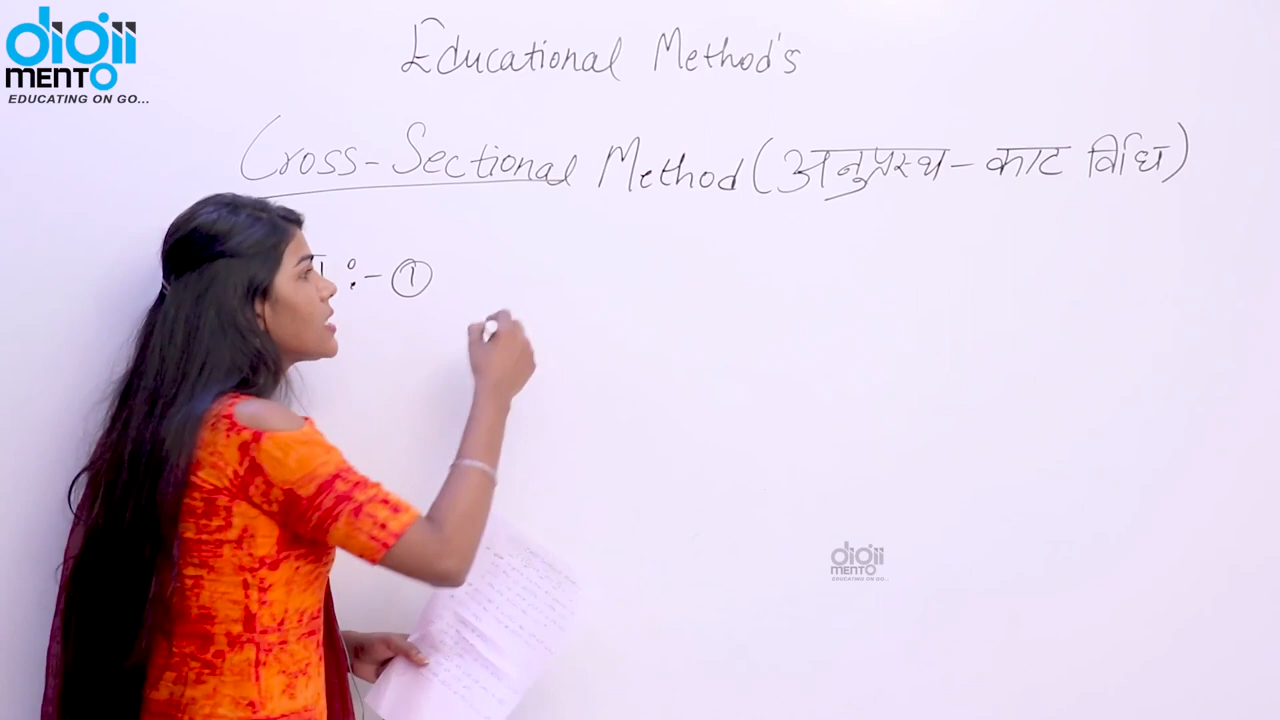 digii
MENTO
EDUCATING ON GO...
Educational Method's
Cross-Sectional Method (अनुप्रस्थ - काट विधि)
:- ①
digii
MENTO
EDUCATING ON GO...